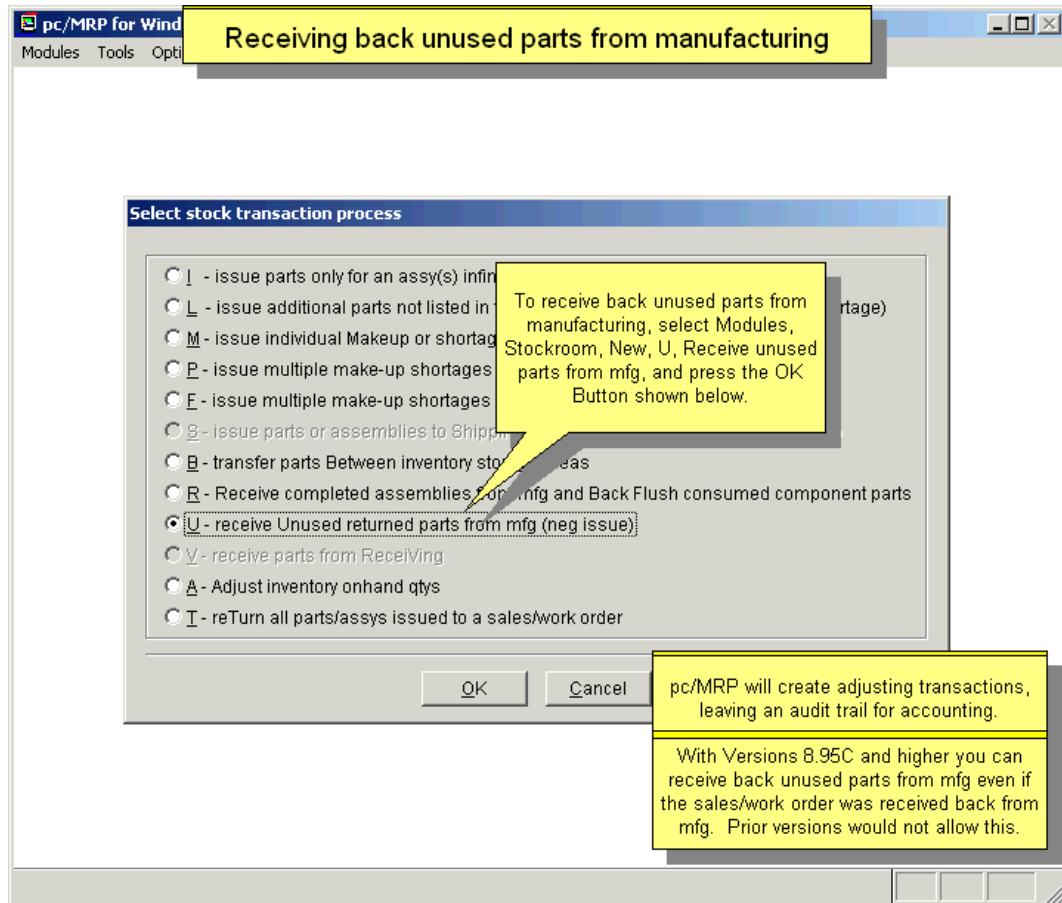 pc/MRP for Wind
Receiving back unused parts from manufacturing
Modules Tools Opti
Select stock transaction process
I - issue parts only for an assy(s) infin
L - issue additional parts not listed in rtage)
M - issue individual Makeup or shortag
P - issue multiple make-up shortages
F - issue multiple make-up shortages
S - issue parts or assemblies to Shippi
B - transfer parts Between inventory eas
R - Receive completed assemblies mfg and Back Flush consumed component parts
U - receive Unused returned parts from mfg (neg issue)
V - receive parts from ReceiVing
A - Adjust inventory onhand qtys
T - reTurn all parts/assys issued to a sales/work order
To receive back unused parts from
manufacturing, select Modules,
Stockroom, New, U, Receive unused
parts from mfg, and press the OK
Button shown below.
OK Cancel
pc/MRP will create adjusting transactions,
leaving an audit trail for accounting.
With Versions 8.95C and higher you can
receive back unused parts from mfg even if
the sales/work order was received back from
mfg. Prior versions would not allow this.